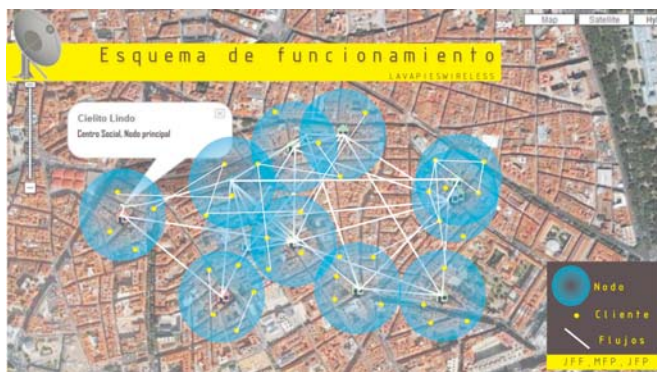 Map Satellite Hy
Esquema de funcionamiento
LAVAPIESWIRELESS
Cielito Lindo
Centro Social, Nodo principal
Nodo
Cliente
Flujos
JFF, MFP, JFP